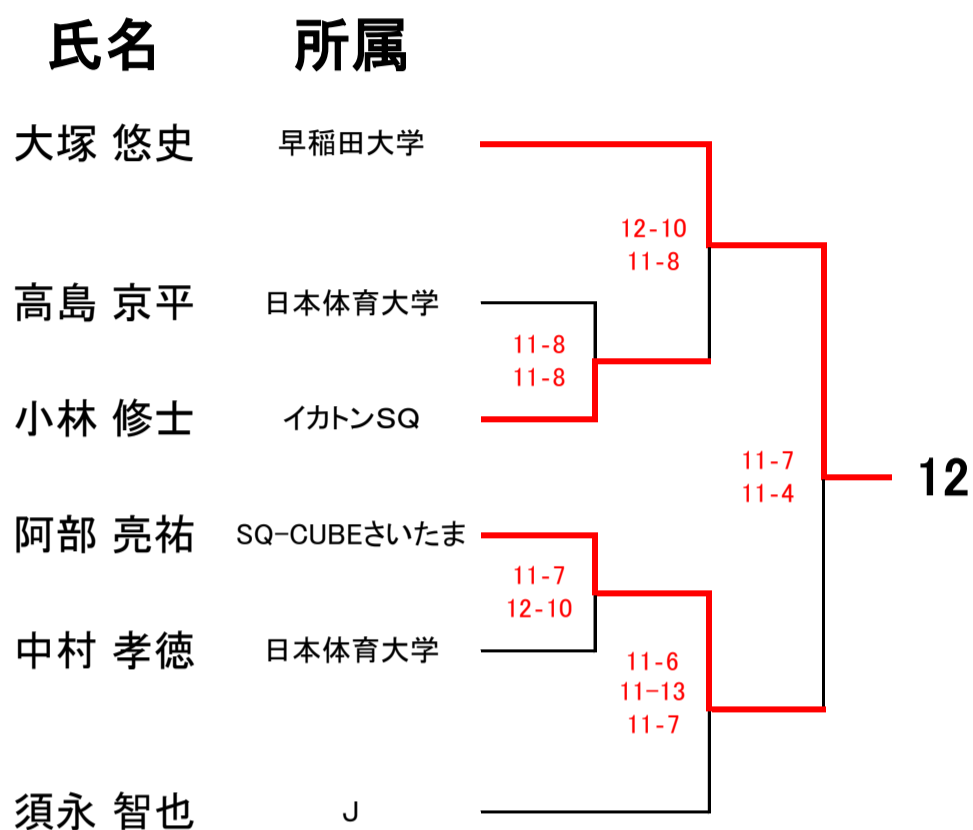 氏名 所属
大塚 悠史 早稲田大学
12-10
11-8
高島 京平 日本体育大学
11-8
11-8
小林 修士 イカトンSQ
11-7
11-4
12
阿部 亮祐 SQ-CUBEさいたま
11-7
12-10
中村 孝徳 日本体育大学
11-6
11-13
11-7
須永 智也 J